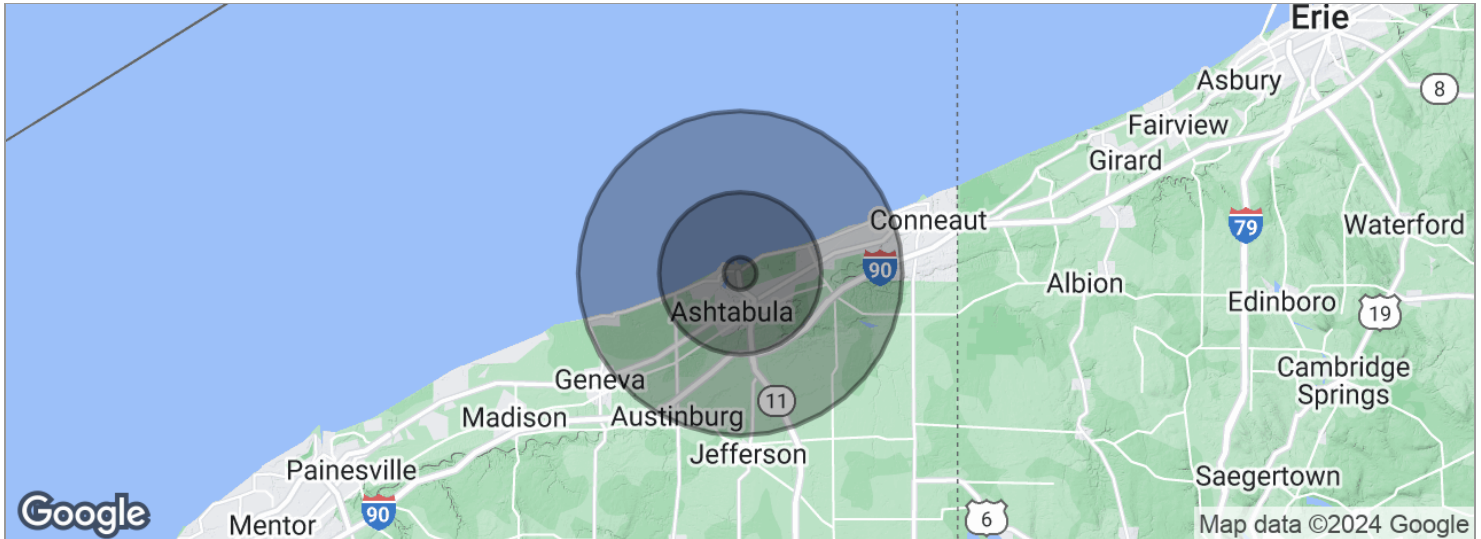 Erie
Asbury
8
Fairview
Girard
Conneaut
Waterford
79
90
Albion
Edinboro
19
Ashtabula
Cambridge
Springs
Geneva
11
Madison
Austinburg
Jefferson
Painesville
Saegertown
90
Google
Mentor
6
Map data ©2024 Google